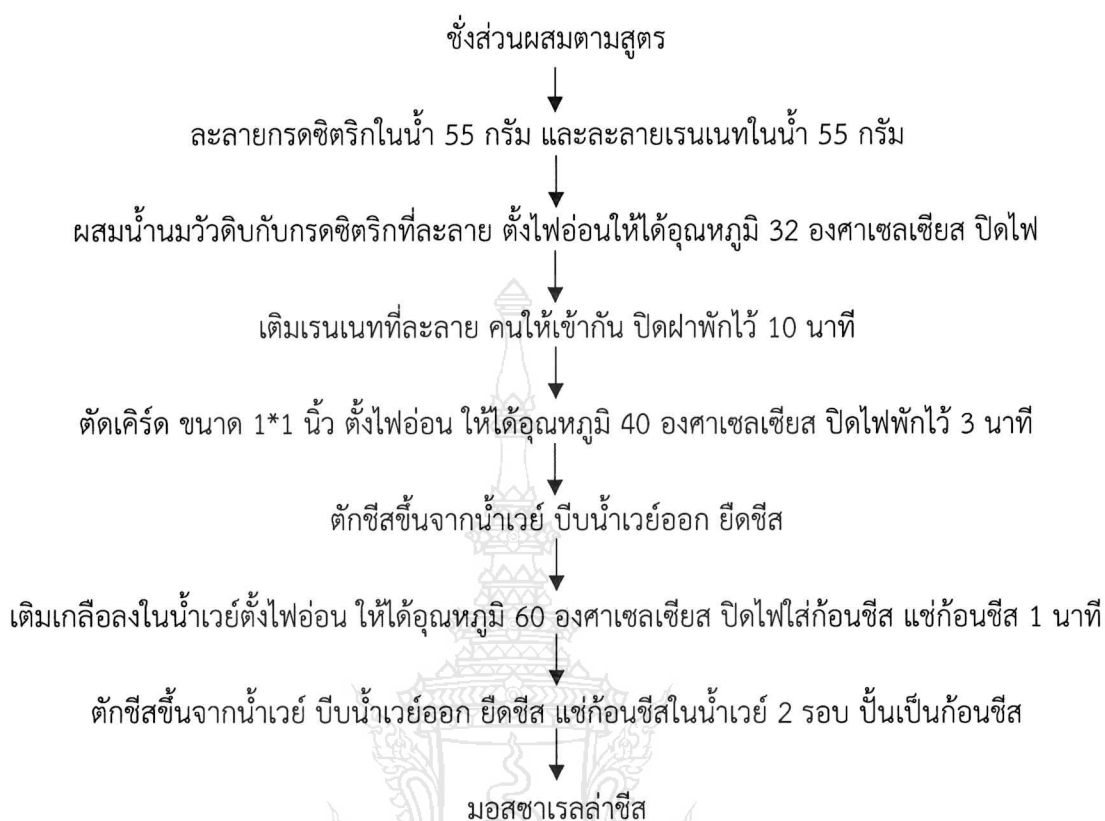 ชั่งส่วนผสมตามสูตร
ละลายกรดซิตริกในน้ำ 55 กรัม และละลายเรนเนทในน้ำ 55 กรัม
ผสมน้ำนมวัวดิบกับกรดซิตริกที่ละลาย ตั้งไฟอ่อนให้ได้อุณหภูมิ 32 องศาเซลเซียส ปิดไฟ
เติมเรนเนทที่ละลาย คนให้เข้ากัน ปิดฝาพักไว้ 10 นาที
ตัดเคิร์ด ขนาด 1*1 นิ้ว ตั้งไฟอ่อน ให้ได้อุณหภูมิ 40 องศาเซลเซียส ปิดไฟพักไว้ 3 นาที
ตักชีสขึ้นจากน้ำเวย์ บีบน้ำเวย์ออก ยืดชีส
เติมเกลือลงในน้ำเวย์ตั้งไฟอ่อน ให้ได้อุณหภูมิ 60 องศาเซลเซียส ปิดไฟใส่ก้อนชีส แช่ก้อนชีส 1 นาที
ตักชีสขึ้นจากน้ำเวย์ บีบน้ำเวย์ออก ยืดชีส แช่ก้อนชีสในน้ำเวย์ 2 รอบ ปั้นเป็นก้อนชีส
มอสซาเรลล่าชีส